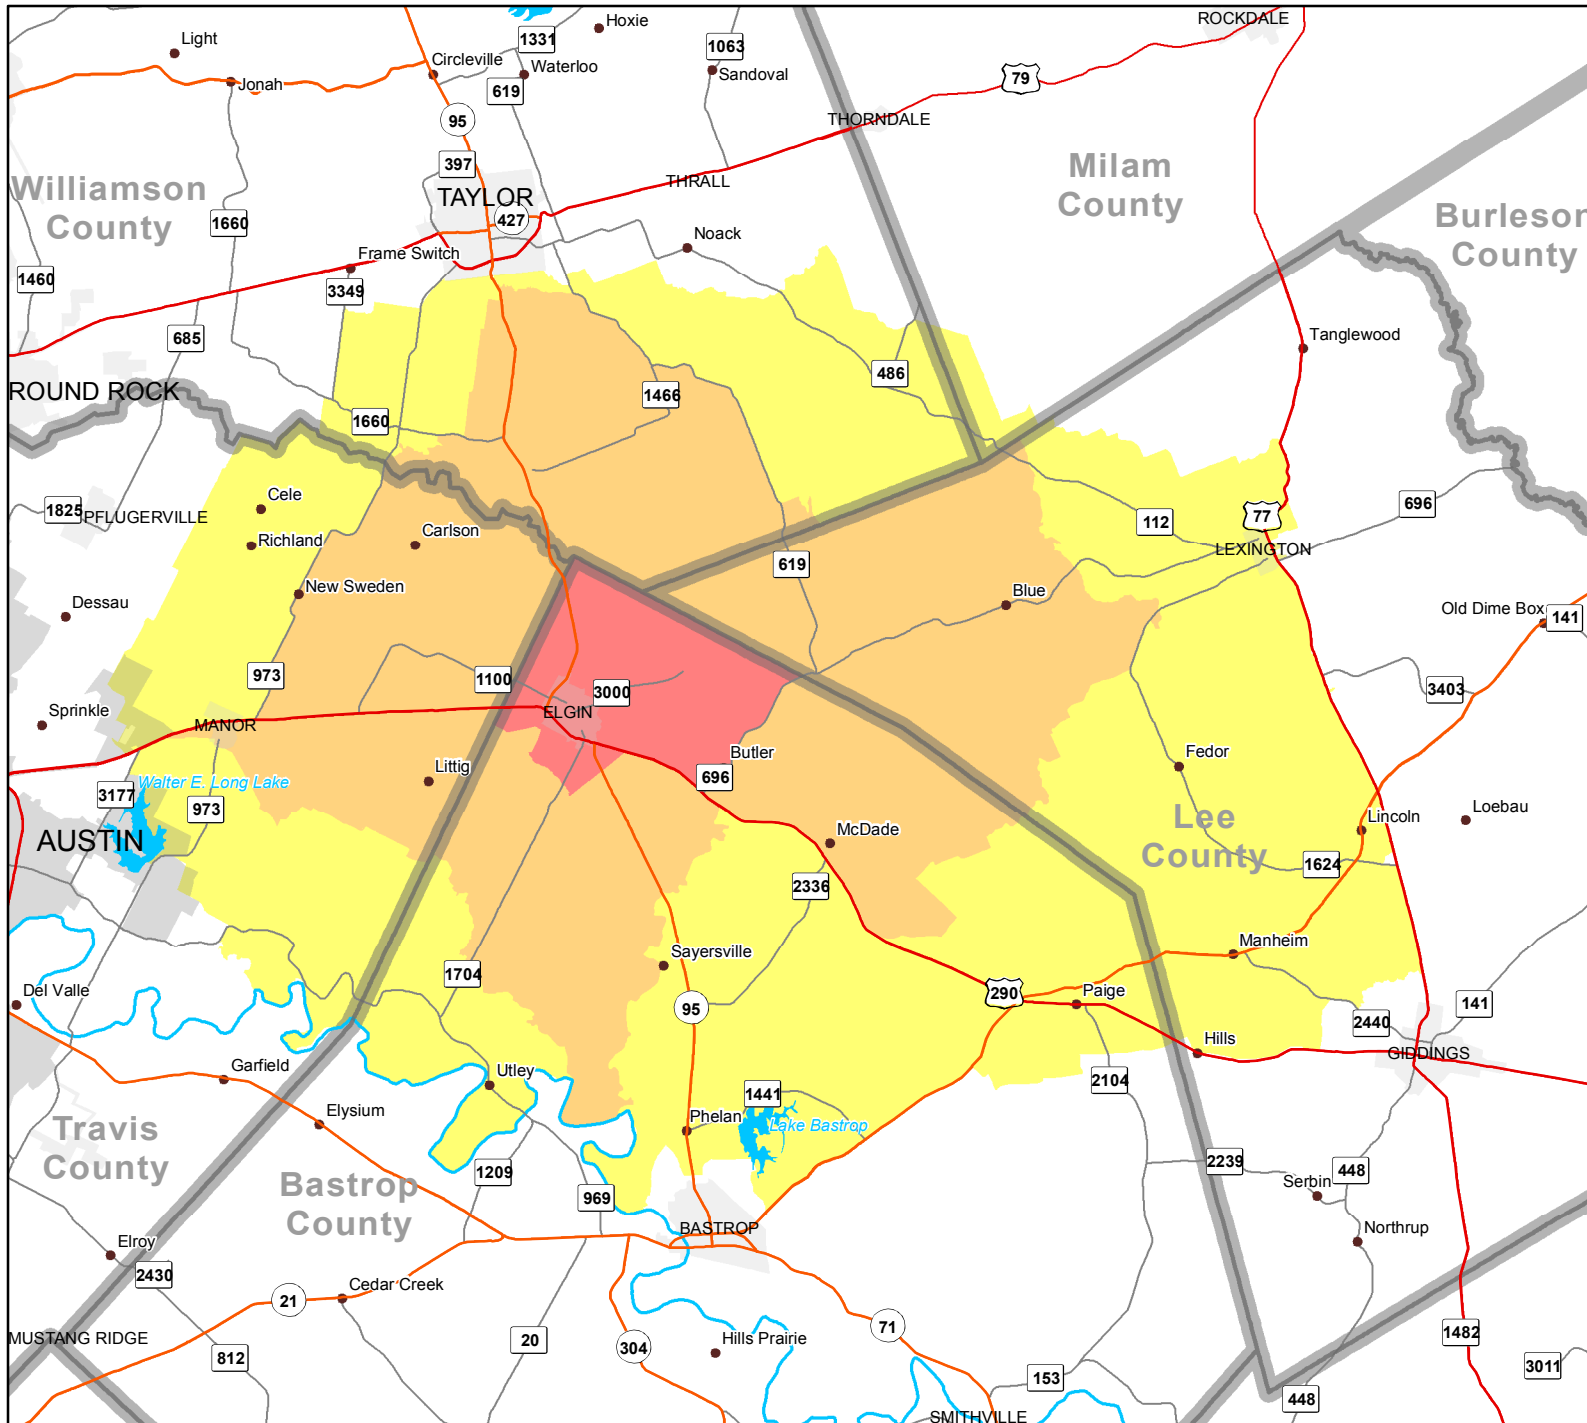 Hoxie
ROCKDALE
Light
1331
1063
Circleville
Waterloo
Sandoval
79
Jonah
619
95
THORNDALE
397
Milam
County
Williamson
County
THRALL
TAYLOR
427
1660
Burleson
County
Noack
Frame Switch
1460
3349
685
Tanglewood
486
ROUND ROCK
1466
1660
Cele
1825
PFLUGERVILLE
696
77
112
Richland
Carlson
LEXINGTON
619
New Sweden
Blue
Dessau
Old Dime Box
141
973
1100
3000
3403
Sprinkle
MANOR
ELGIN
Butler
Fedor
Littig
696
Walter E. Long Lake
3177
973
Lee
County
Loebau
Lincoln
AUSTIN
McDade
1624
2336
Manheim
Sayersville
1704
Del Valle
290
Paige
95
141
2440
Hills
GIDDINGS
Garfield
Utley
2104
1441
Elysium
Phelan
Lake Bastrop
Travis
County
1209
2239
448
Bastrop
County
969
Serbin
BASTROP
Northrup
Elroy
2430
Cedar Creek
21
71
MUSTANG RIDGE
20
304
Hills Prairie
1482
812
3011
153
448
SMITHVILLE